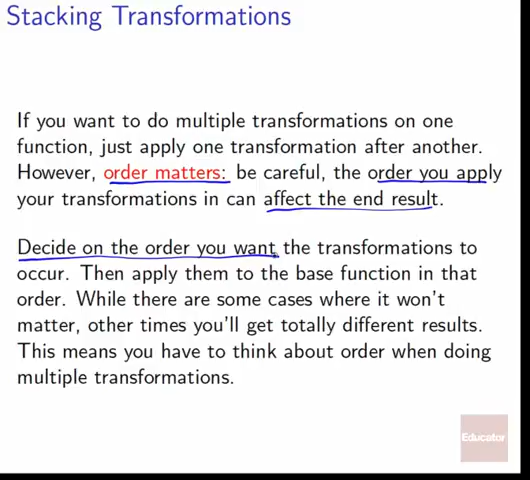 Stacking Transformations
If you want to do multiple transformations on one
function, just apply one transformation after another.
However, order matters: be careful, the order you apply
your transformations in can affect the end result.
Decide on the order you want the transformations to
occur. Then apply them to the base function in that
order. While there are some cases where it won't
matter, other times you'll get totally different results.
This means you have to think about order when doing
multiple transformations.
Educator